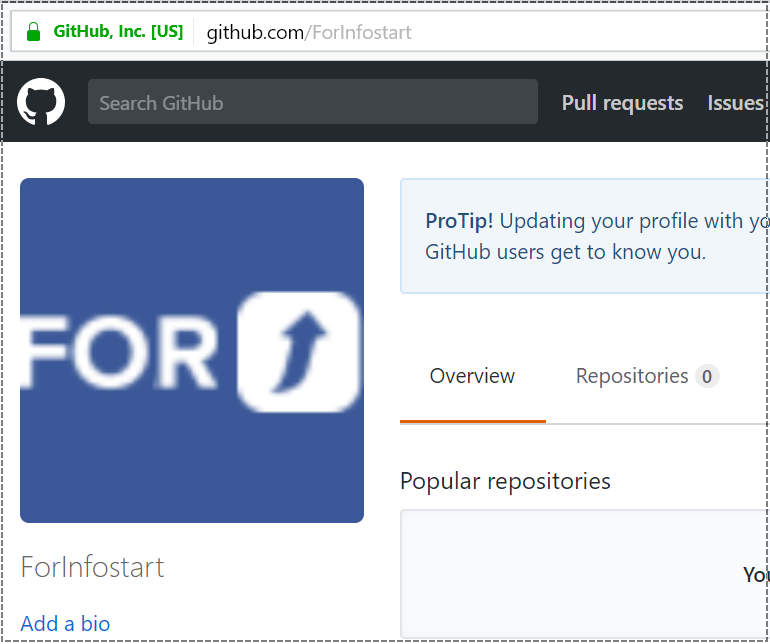 GitHub, Inc. [US] github.com/ForInfostart
Search GitHub Pull requests Issues
ProTip! Updating your profile with yo
GitHub users get to know you.
FOR
Overview Repositories 0
Popular repositories
You
ForInfostart
Add a bio